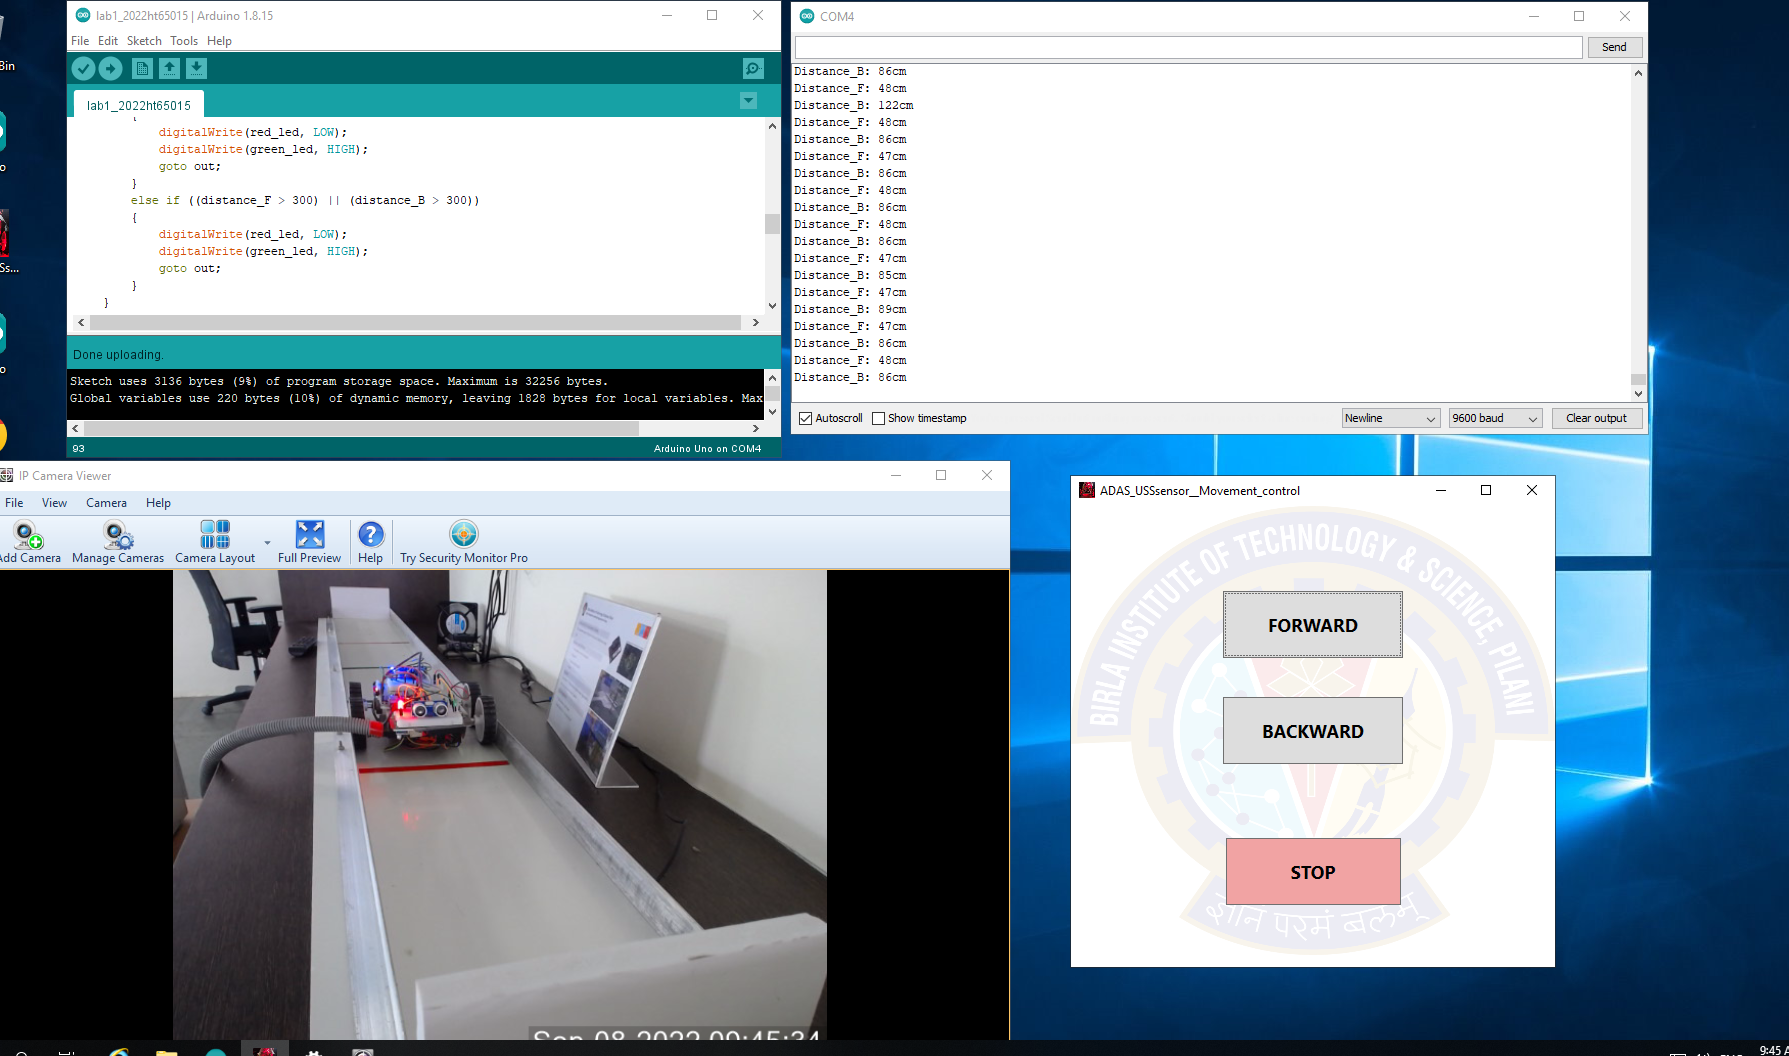 Bin
o
Ss...
o
o
lab1_2022ht65015 | Arduino 1.8.15
File Edit Sketch Tools Help
lab1_2022ht65015
{
digitalWrite(red_led, LOW);
digitalWrite(green_led, HIGH);
goto out;
}
else if ((distance_F > 300) || (distance_B > 300))
{
digitalWrite(red_led, LOW);
digitalWrite(green_led, HIGH);
goto out;
}
}
Done uploading.
Sketch uses 3136 bytes (9%) of program storage space. Maximum is 32256 bytes.
Global variables use 220 bytes (10%) of dynamic memory, leaving 1828 bytes for local variables. Max
93
Arduino Uno on COM4
COM4
Send
Distance_B: 86cm
Distance_F: 48cm
Distance_B: 122cm
Distance_F: 48cm
Distance_B: 86cm
Distance_F: 47cm
Distance_B: 86cm
Distance_F: 48cm
Distance_B: 86cm
Distance_F: 48cm
Distance_B: 86cm
Distance_F: 47cm
Distance_B: 85cm
Distance_F: 47cm
Distance_B: 89cm
Distance_F: 47cm
Distance_B: 86cm
Distance_F: 48cm
Distance_B: 86cm
Autoscroll Show timestamp
Newline
9600 baud
Clear output
IP Camera Viewer
File View Camera Help
Add Camera Manage Cameras Camera Layout Full Preview Help Try Security Monitor Pro
Sep-08-2022 09:45:34
ADAS_USSsensor__Movement_control
BIRLA INSTITUTE OF TECHNOLOGY & SCIENCE, PILANI
FORWARD
BACKWARD
STOP
ज्ञानं परमं बलम्
9:45 A